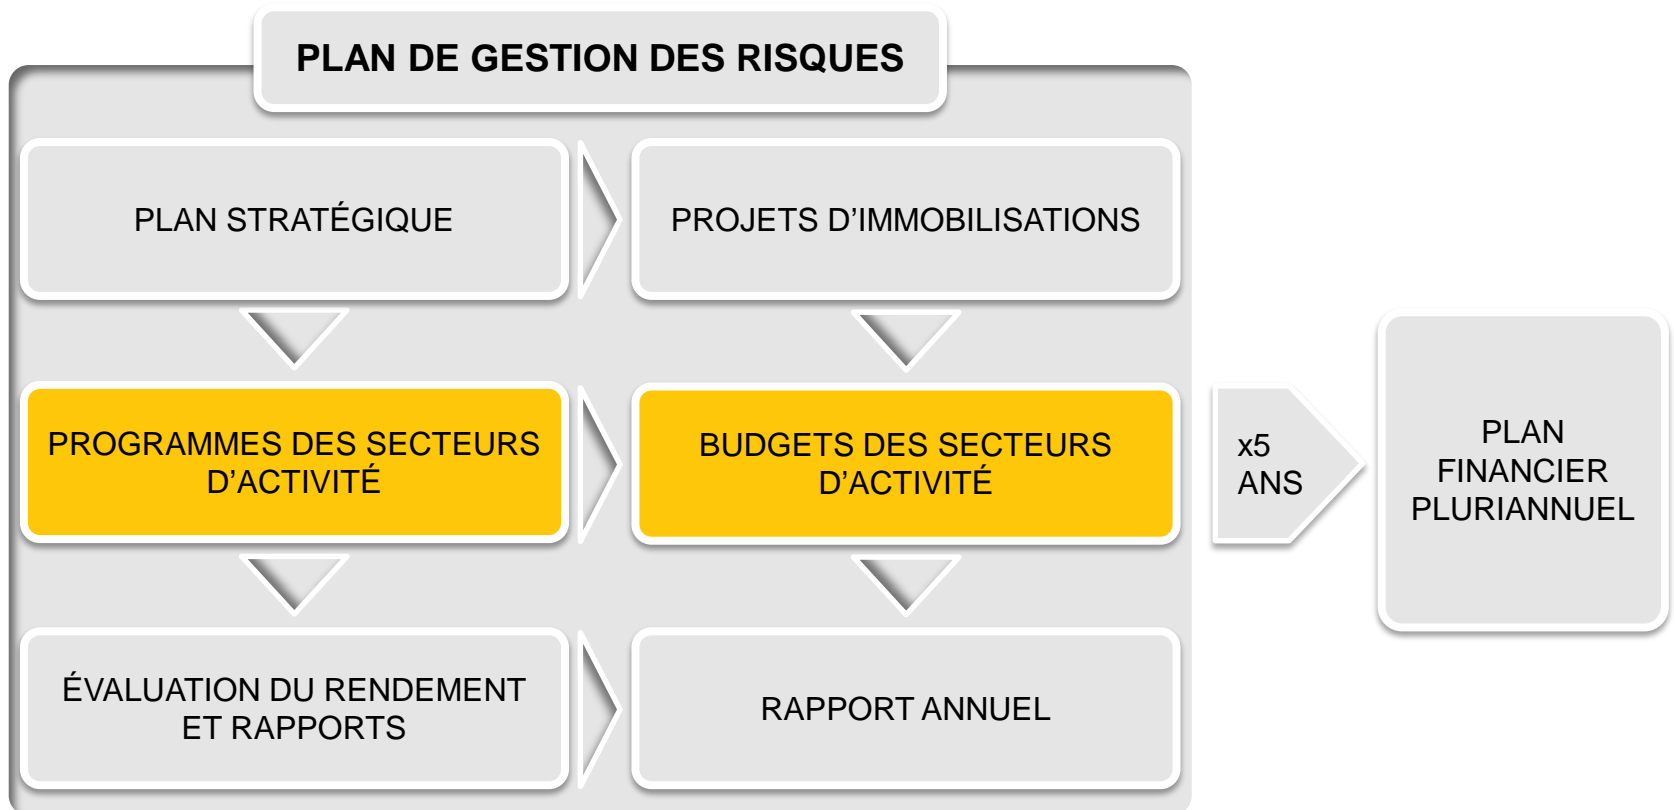 PLAN DE GESTION DES RISQUES
PLAN STRATÉGIQUE
PROJETS D’IMMOBILISATIONS
PROGRAMMES DES SECTEURS
D’ACTIVITÉ
BUDGETS DES SECTEURS
D’ACTIVITÉ
x5
ANS
PLAN
FINANCIER
PLURIANNUEL
ÉVALUATION DU RENDEMENT
ET RAPPORTS
RAPPORT ANNUEL